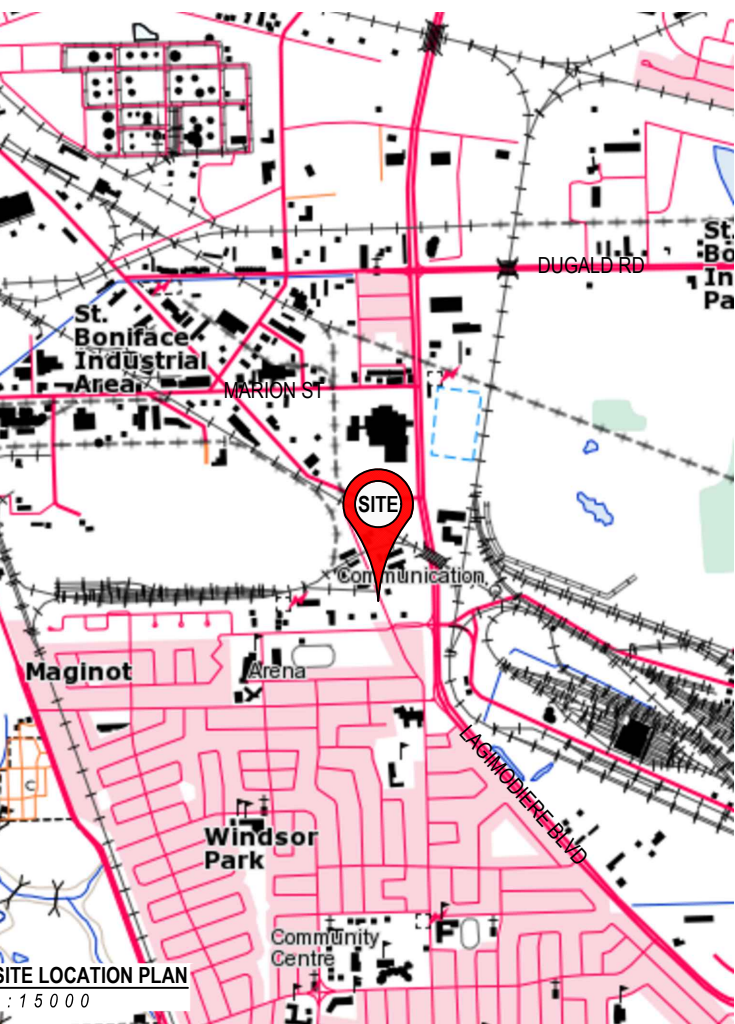 DUGALD RD
St.
Bo
In
Pa
St.
Boniface
Industrial
Area
MARION ST
SITE
Communication
Maginot
Arena
LAGIMODIERE BLVD
Windsor
Park
Community
Centre
SITE LOCATION PLAN
:15000